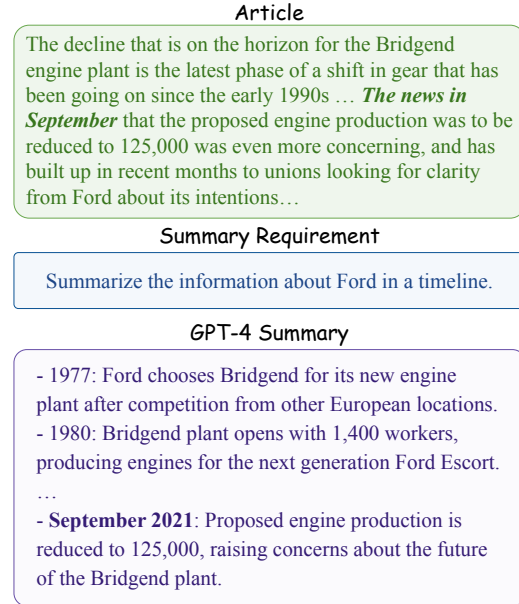 Article
The decline that is on the horizon for the Bridgend
engine plant is the latest phase of a shift in gear that has
been going on since the early 1990s … The news in
September that the proposed engine production was to be
reduced to 125,000 was even more concerning, and has
built up in recent months to unions looking for clarity
from Ford about its intentions…
Summary Requirement
Summarize the information about Ford in a timeline.
GPT-4 Summary
- 1977: Ford chooses Bridgend for its new engine
plant after competition from other European locations.
- 1980: Bridgend plant opens with 1,400 workers,
producing engines for the next generation Ford Escort.
…
- September 2021: Proposed engine production is
reduced to 125,000, raising concerns about the future
of the Bridgend plant.